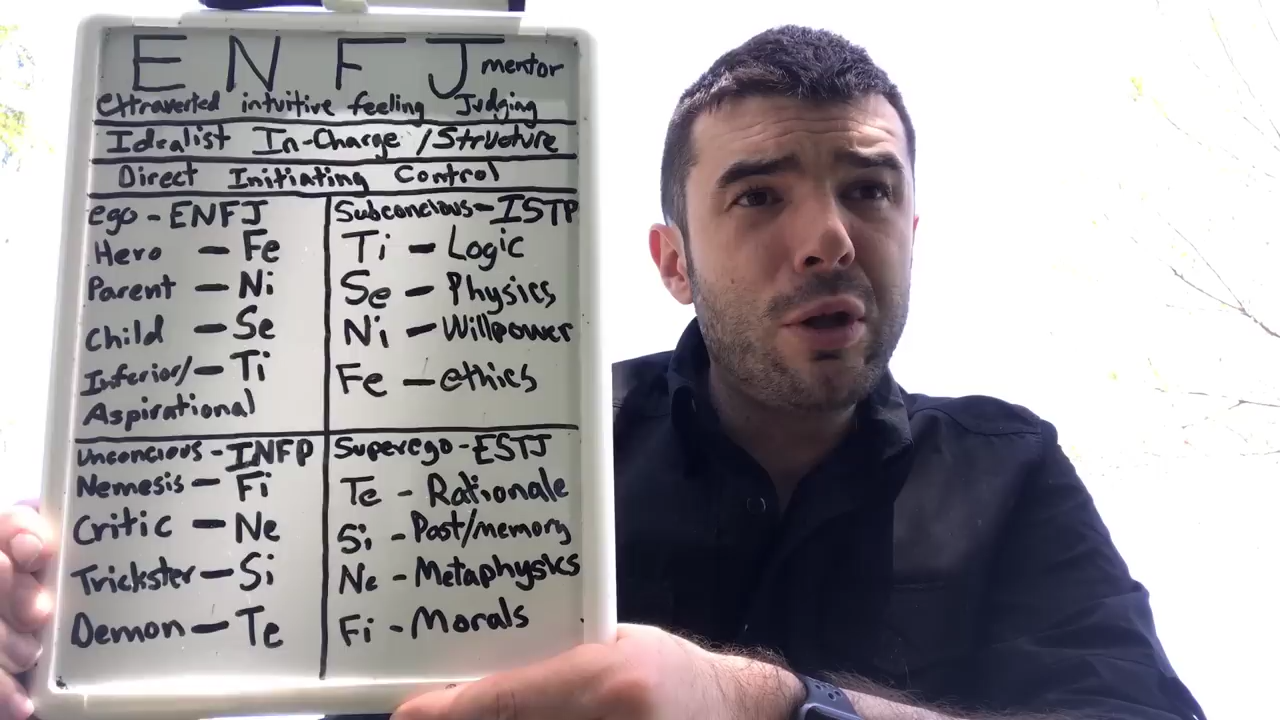 ENFJ mentor
extraverted intuitive feeling Judging
Idealist In-Charge / Structure
Direct Initiating Control
ego - ENFJ
Hero - Fe
Parent - Ni
Child - Se
Inferior/ - Ti
Aspirational
Subconcious - ISTP
Ti - Logic
Se - Physics
Ni - Willpower
Fe - ethics
Unconcious - INFP
Nemesis - Fi
Critic - Ne
Trickster - Si
Demon - Te
Superego - ESTJ
Te - Rationale
Si - Past/memory
Ne - Metaphysics
Fi - Morals